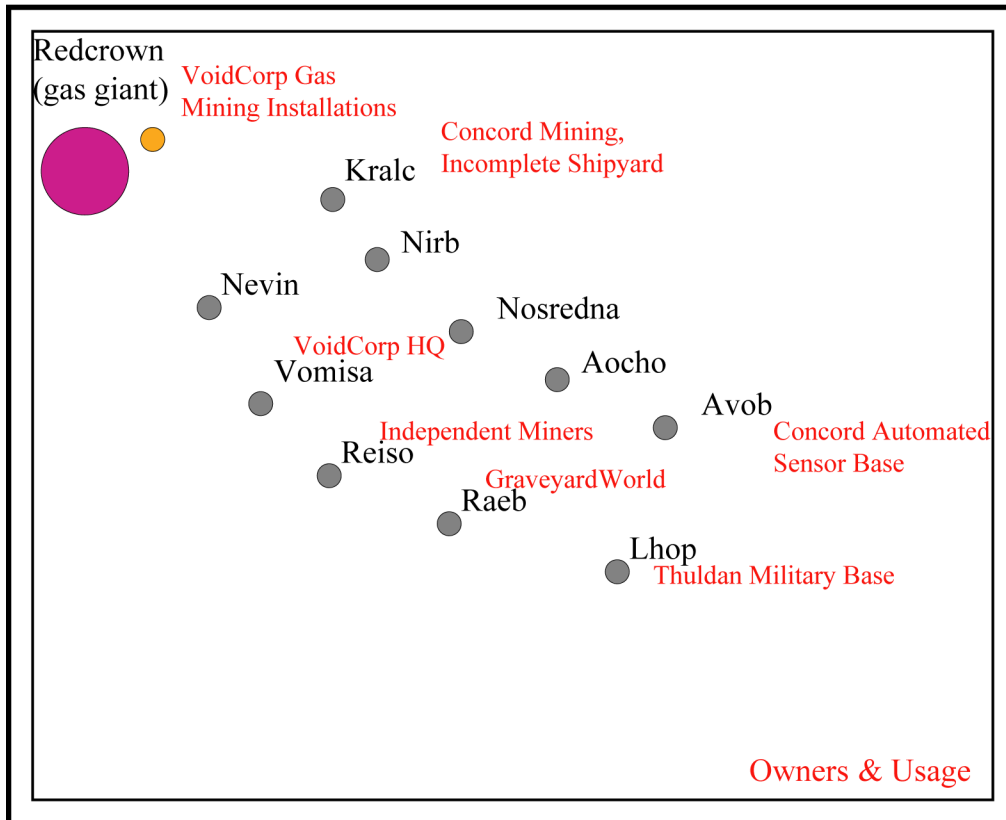 Redcrown
(gas giant)
VoidCorp Gas
Mining Installations
Concord Mining,
Incomplete Shipyard
Kralc
Nirb
Nevin
Nosredna
VoidCorp HQ
Vomisa
Aocho
Avob
Independent Miners
Concord Automated
Sensor Base
Reiso
GraveyardWorld
Raeb
Lhop
Thuldan Military Base
Owners & Usage